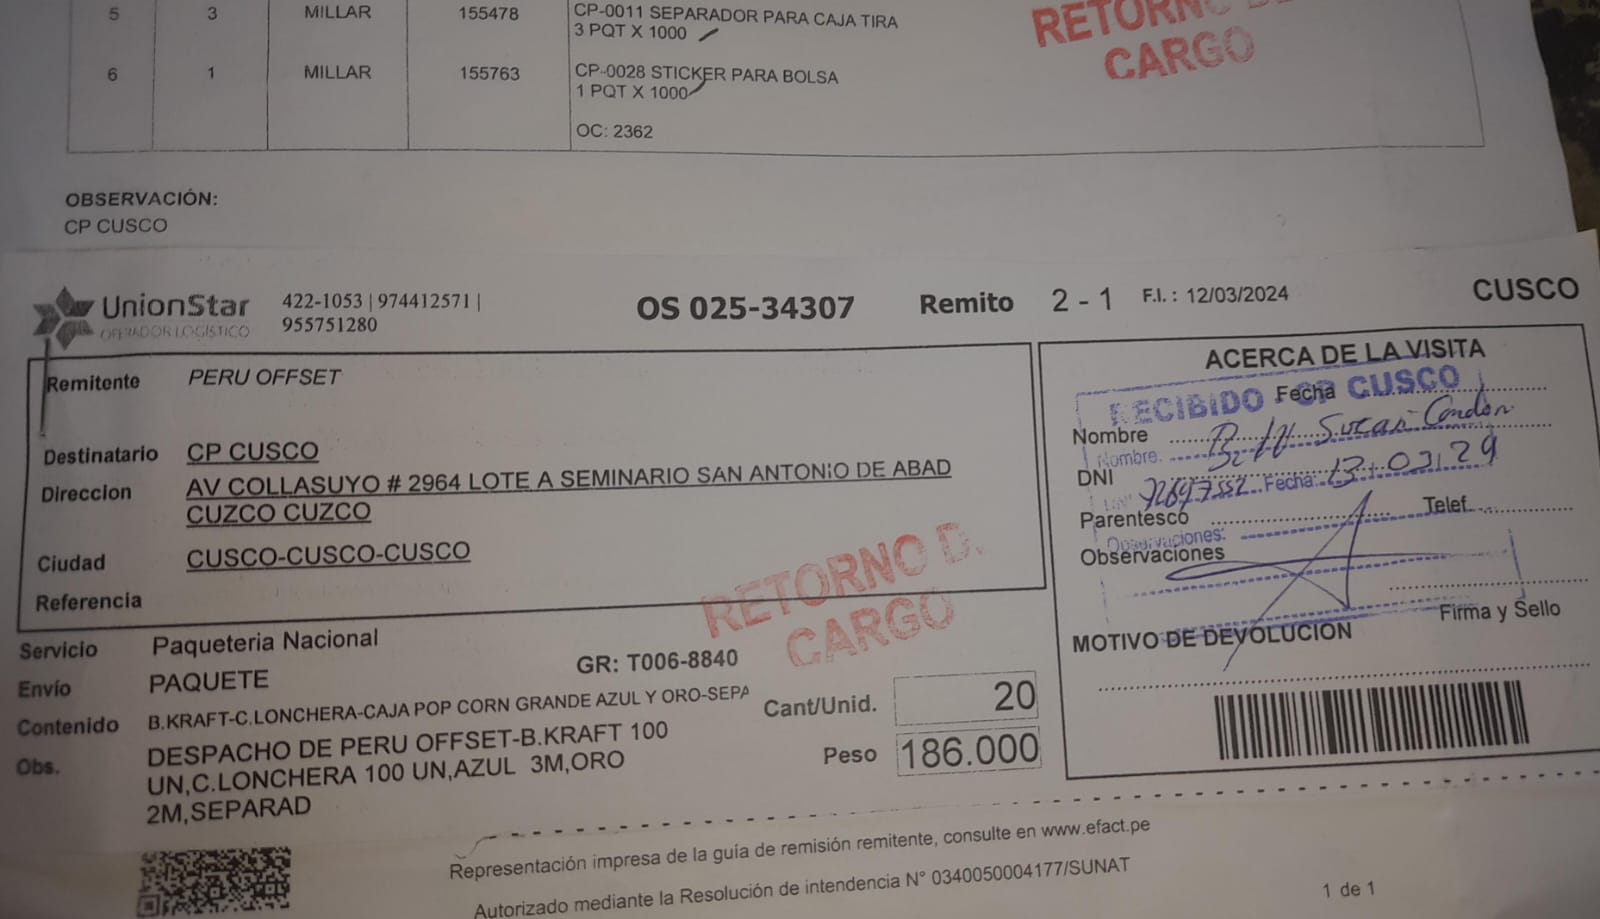 5 3 MILLAR 155478 CP-0011 SEPARADOR PARA CAJA TIRA
3 PQT X 1000
6 1 MILLAR 155763 CP-0028 STICKER PARA BOLSA
1 PQT X 1000
OC: 2362
RETORNO D
CARGO
OBSERVACIÓN:
CP CUSCO
UnionStar
OPERADOR LOGÍSTICO
422-1053 | 974412571 |
955751280
OS 025-34307 Remito 2 - 1 F.I. : 12/03/2024 CUSCO
Remitente PERU OFFSET
Destinatario CP CUSCO
Direccion AV COLLASUYO # 2964 LOTE A SEMINARIO SAN ANTONIO DE ABAD
CUZCO CUZCO
Ciudad CUSCO-CUSCO-CUSCO
Referencia
RETORNO D.
CARGO
Servicio Paqueteria Nacional
Envío PAQUETE
GR: T006-8840
Contenido B.KRAFT-C.LONCHERA-CAJA POP CORN GRANDE AZUL Y ORO-SEPA
Obs. DESPACHO DE PERU OFFSET-B.KRAFT 100
UN,C.LONCHERA 100 UN,AZUL 3M,ORO
2M,SEPARAD
Cant/Unid. 20
Peso 186.000
ACERCA DE LA VISITA
Fecha
RECIBIDO CP CUSCO
Nombre
Nombre:
DNI
Fecha: 13.03.24
Parentesco Telef.
Observaciones:
Observaciones
Firma y Sello
MOTIVO DE DEVOLUCION
Representación impresa de la guía de remisión remitente, consulte en www.efact.pe
Autorizado mediante la Resolución de intendencia N° 0340050004177/SUNAT
1 de 1